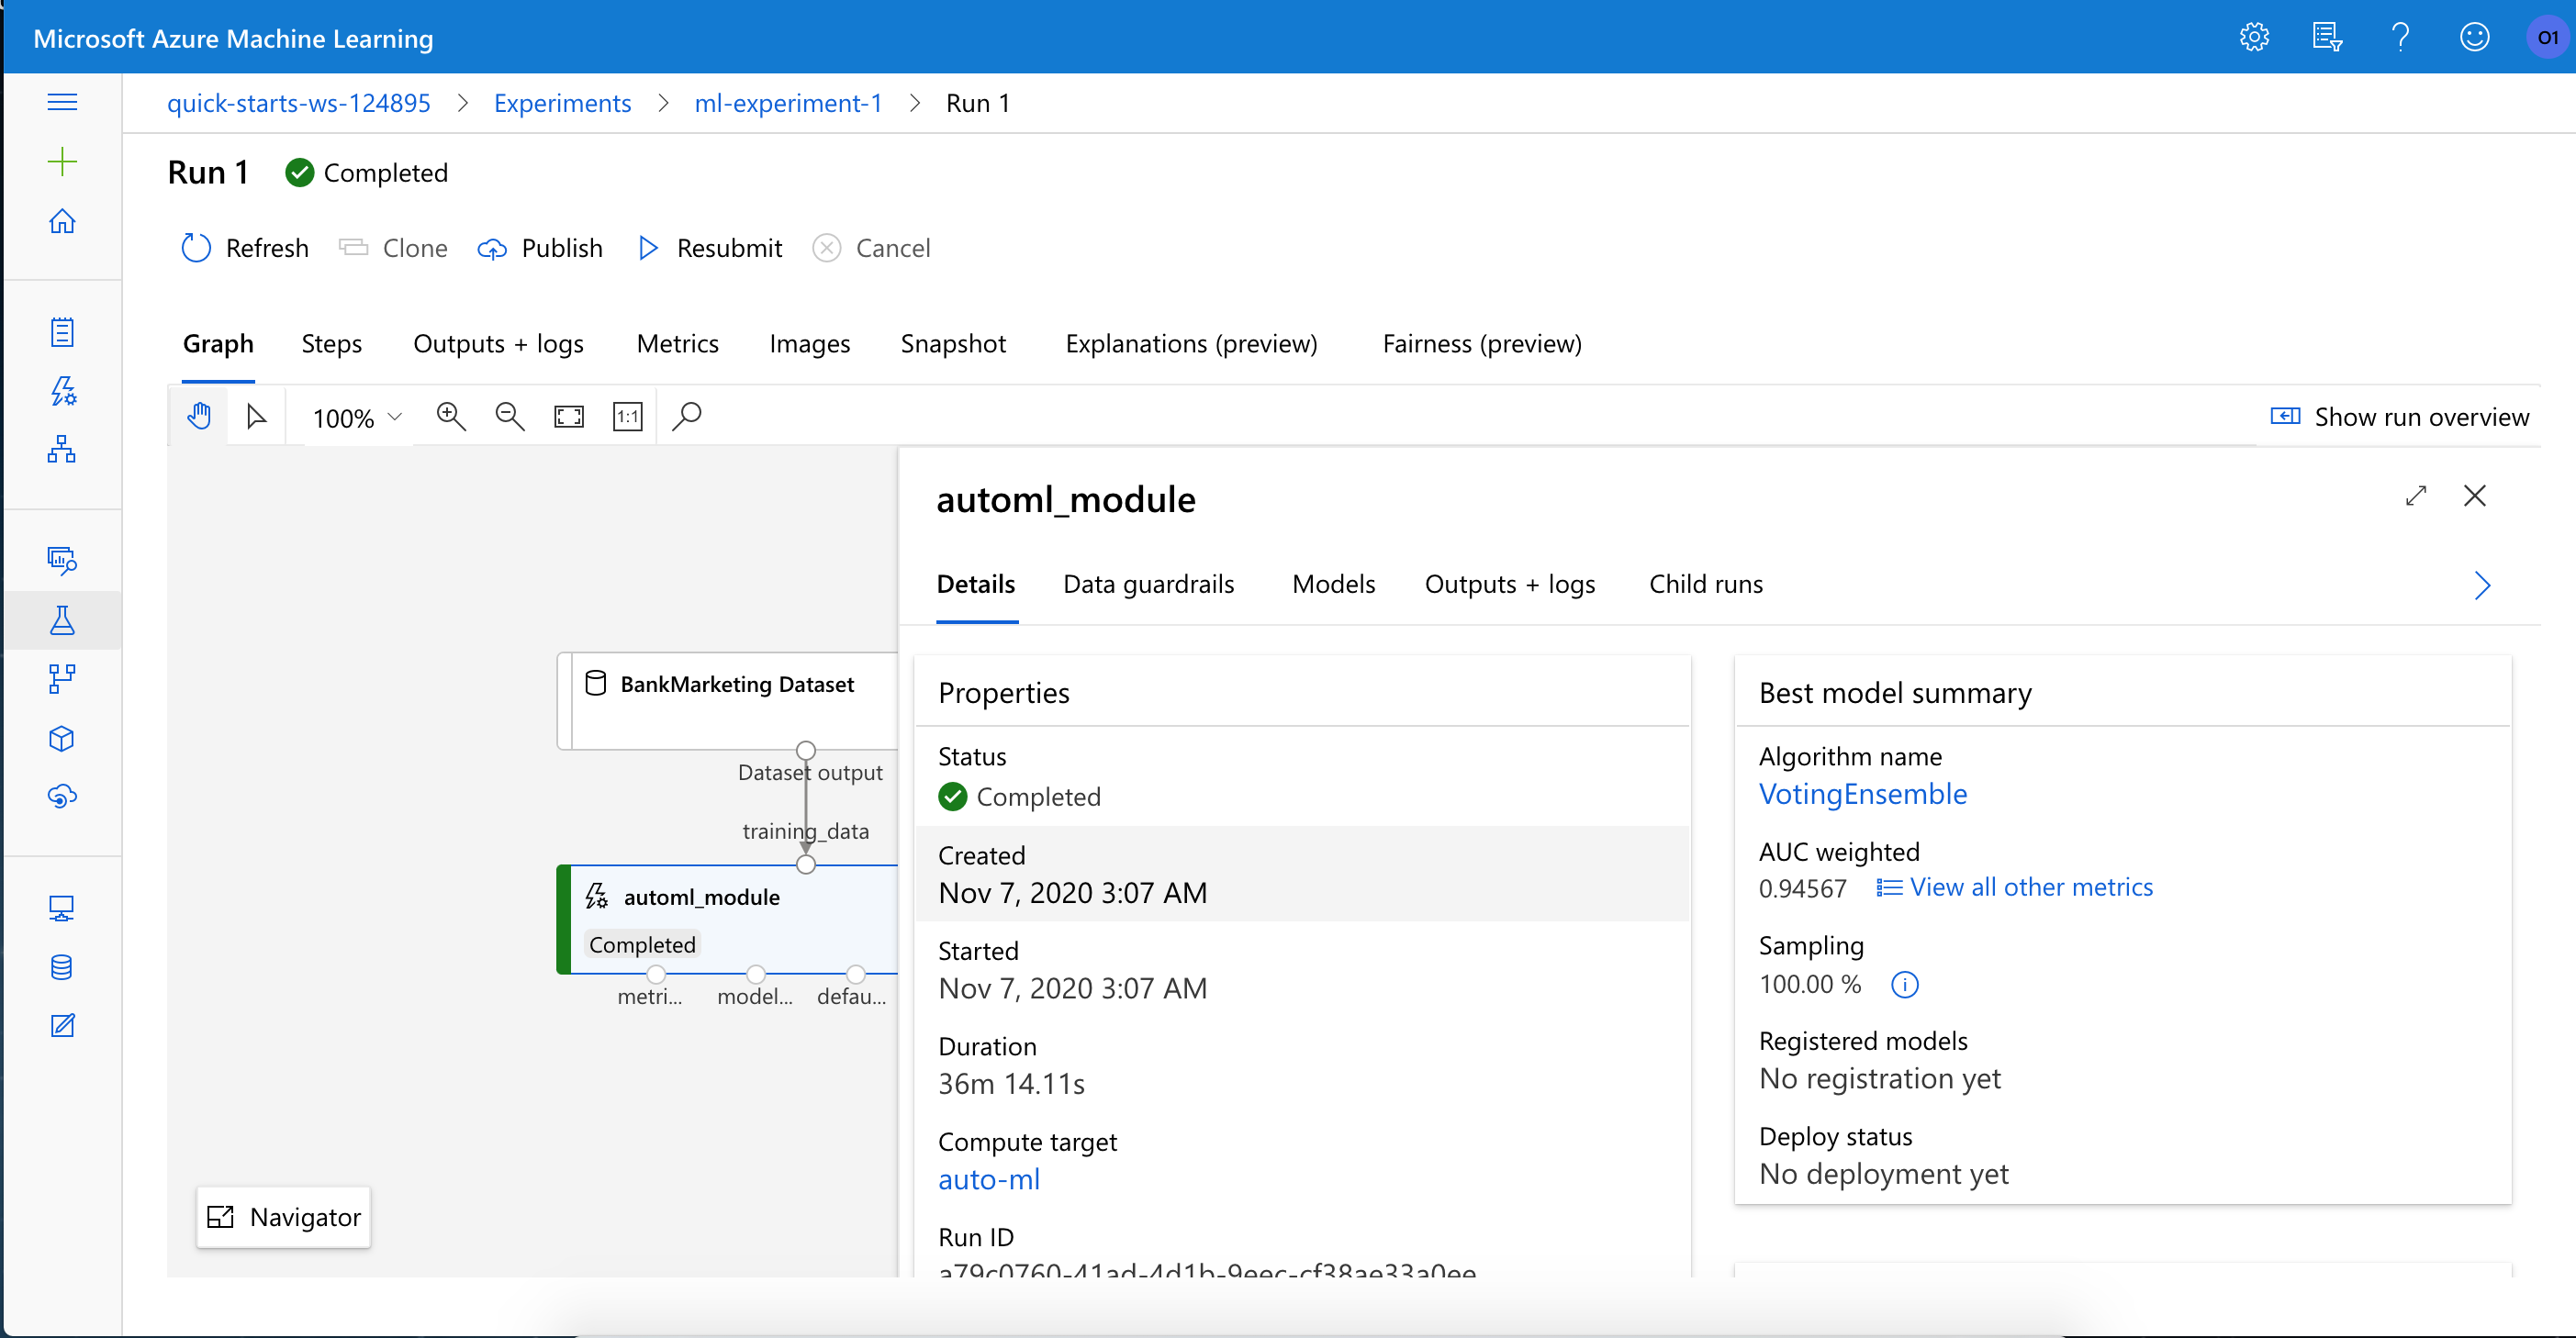 Microsoft Azure Machine Learning
O1
quick-starts-ws-124895 > Experiments > ml-experiment-1 > Run 1
Run 1 Completed
Refresh Clone Publish Resubmit Cancel
Graph Steps Outputs + logs Metrics Images Snapshot Explanations (preview) Fairness (preview)
100% 1:1 Show run overview
automl_module
Details Data guardrails Models Outputs + logs Child runs
BankMarketing Dataset
Dataset output
training_data
automl_module
Completed
metri... model... defau...
Navigator
Properties
Status
Completed
Created
Nov 7, 2020 3:07 AM
Started
Nov 7, 2020 3:07 AM
Duration
36m 14.11s
Compute target
auto-ml
Run ID
a79c0760-41ad-4d1b-9eec-cf38ae33a0ee
Best model summary
Algorithm name
VotingEnsemble
AUC weighted
0.94567 View all other metrics
Sampling
100.00 %
Registered models
No registration yet
Deploy status
No deployment yet